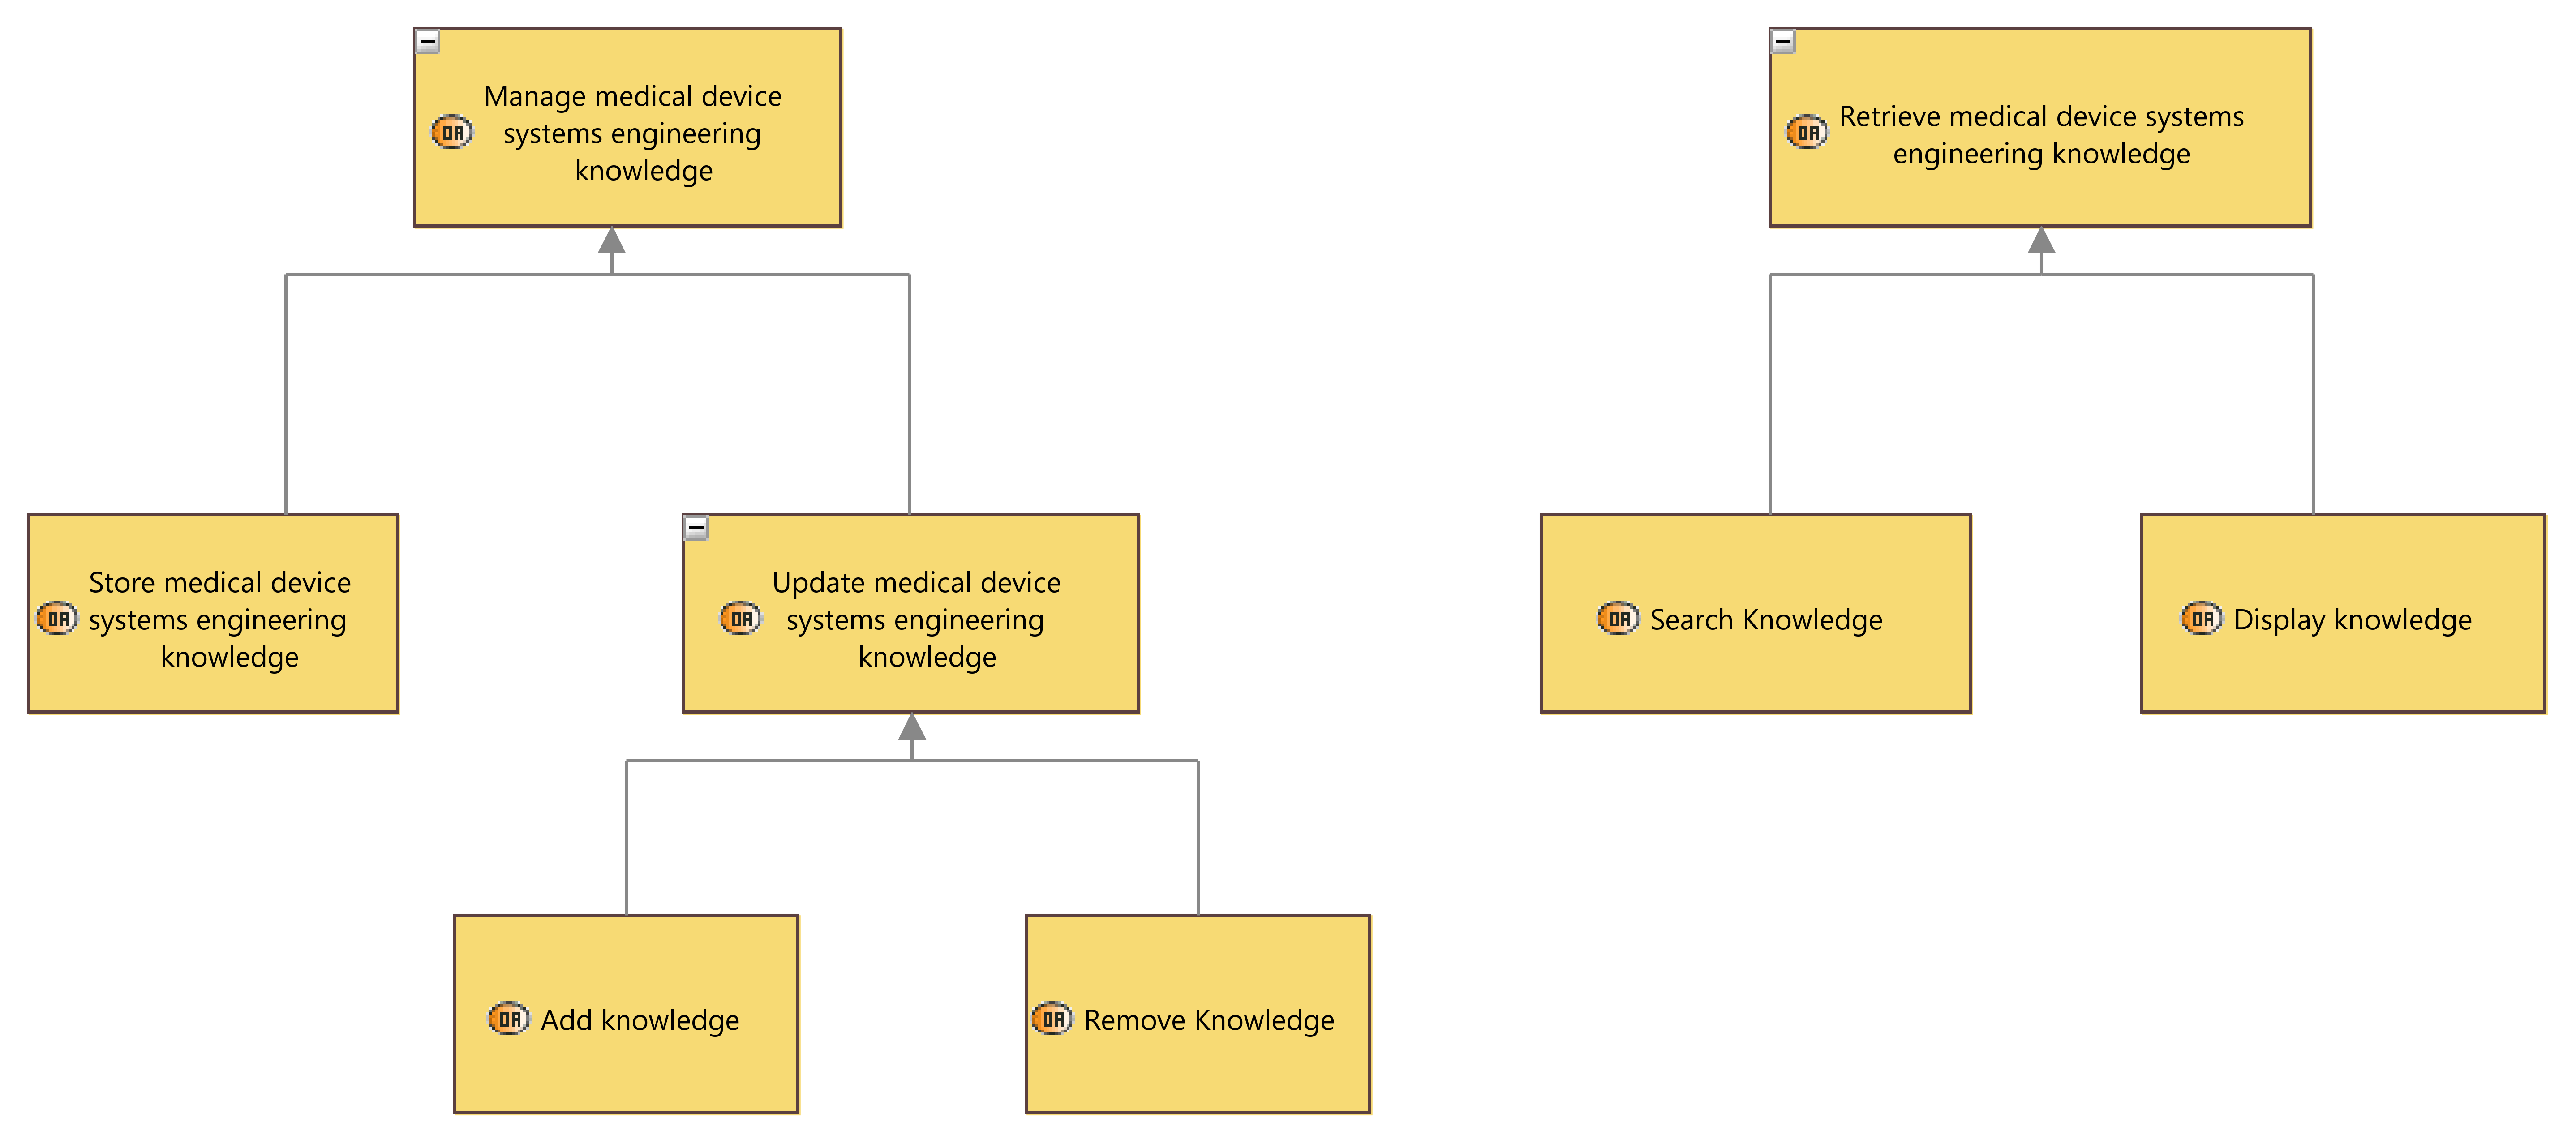 OA
Manage medical device
systems engineering
knowledge
OA
Retrieve medical device systems
engineering knowledge
OA
Store medical device
systems engineering
knowledge
OA
Update medical device
systems engineering
knowledge
OA
Search Knowledge
OA
Display knowledge
OA
Add knowledge
OA
Remove Knowledge